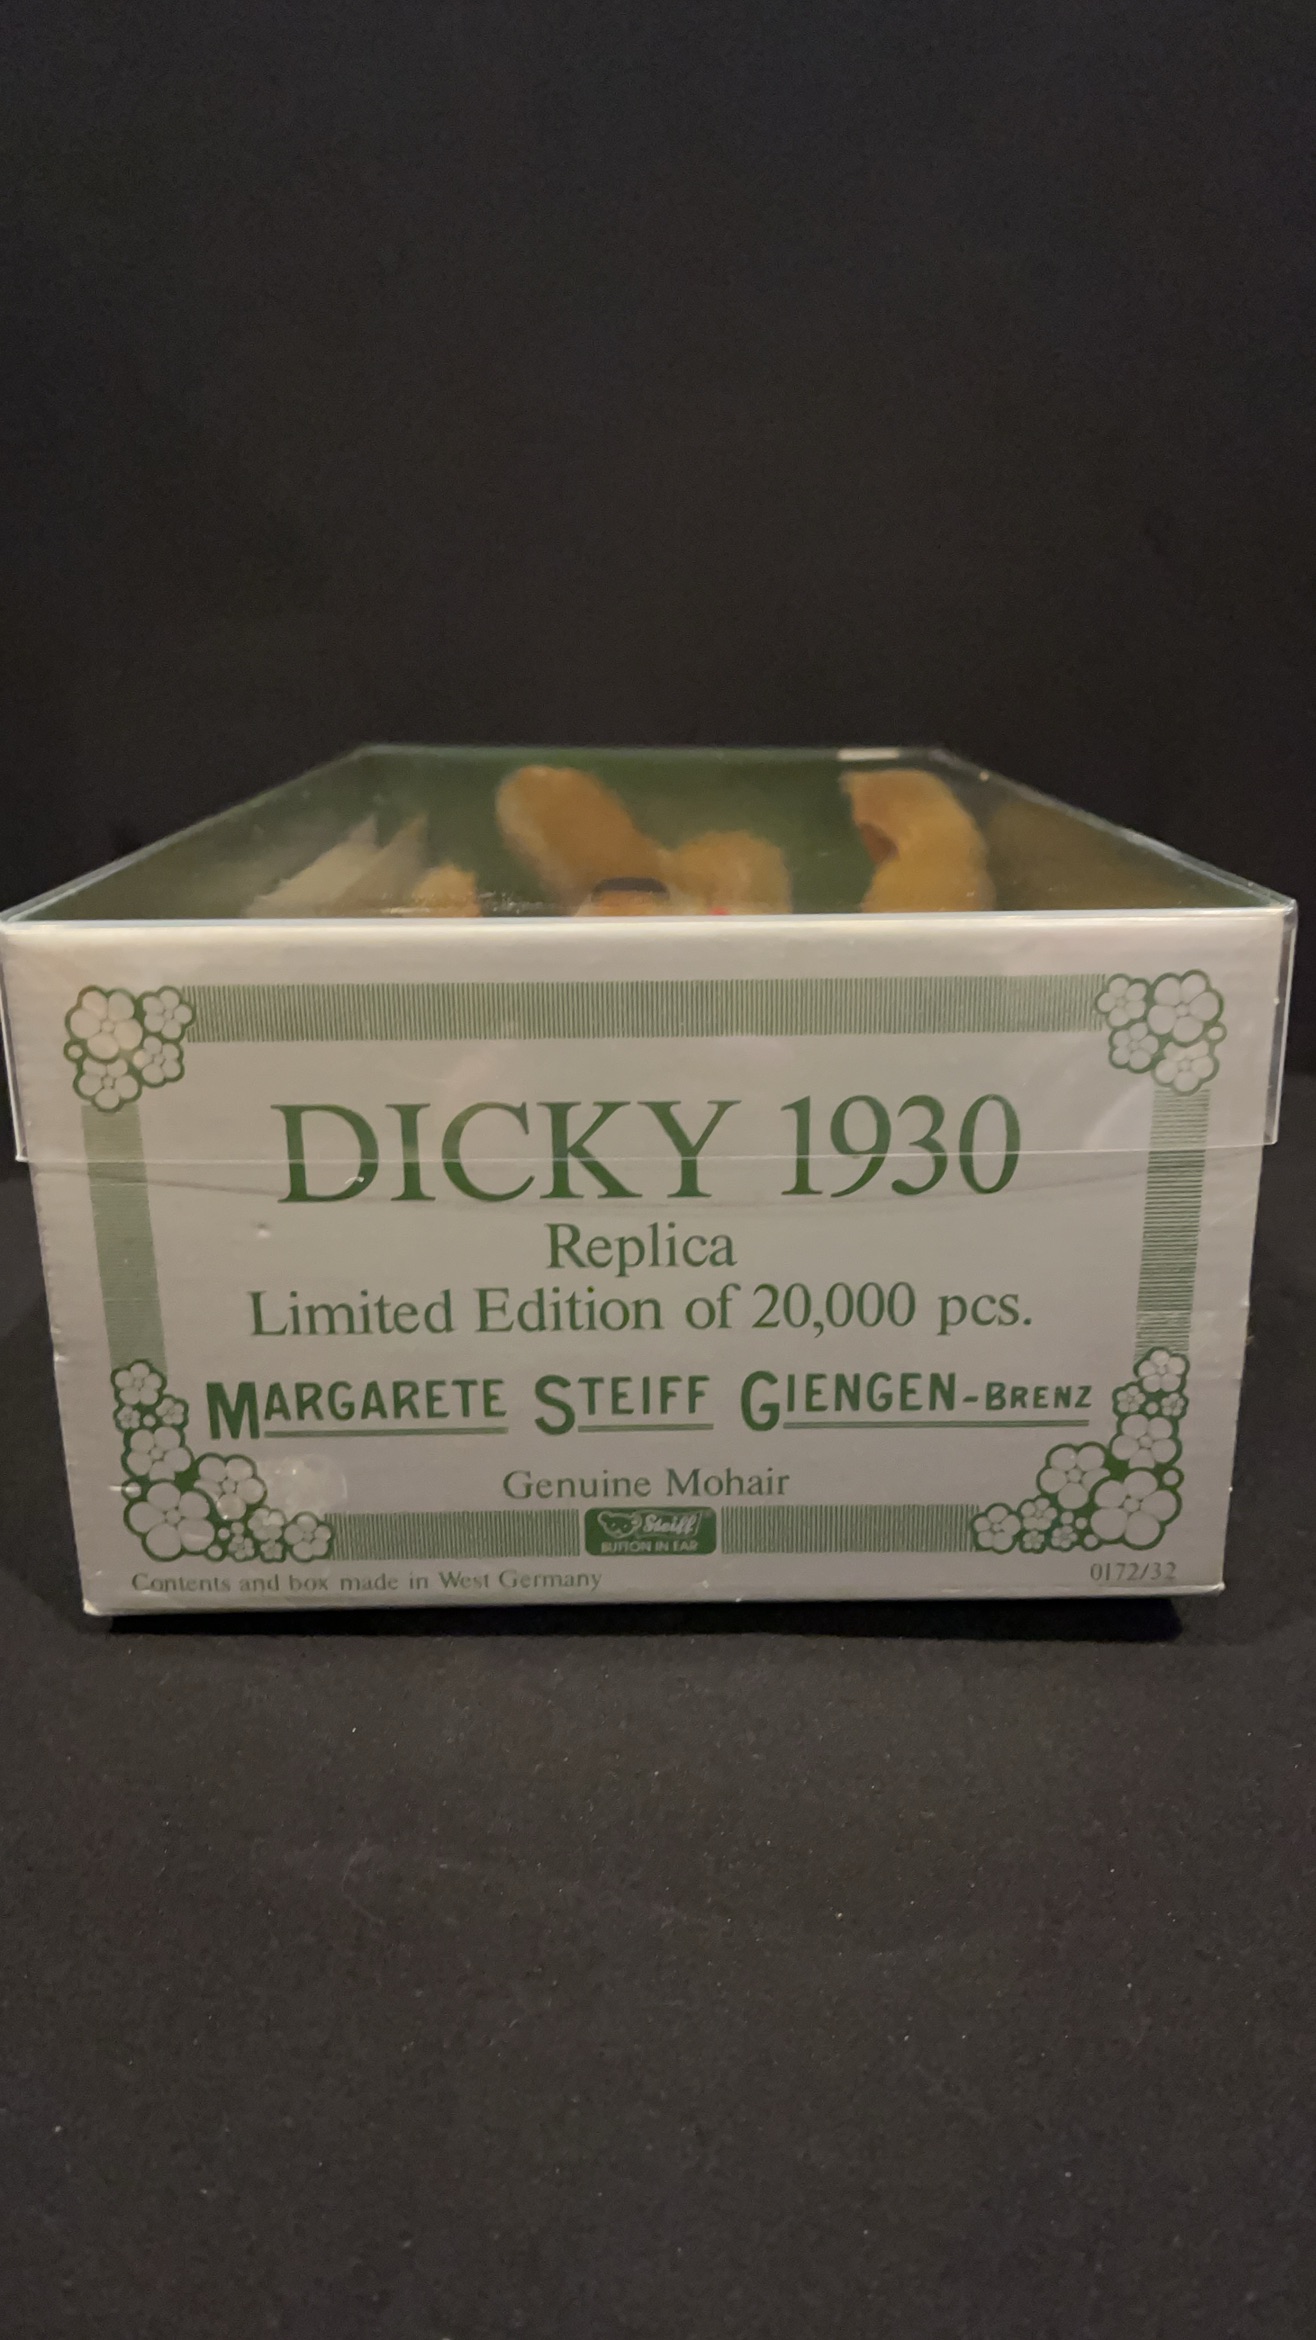 DICKY 1930
Replica
Limited Edition of 20,000 pcs.
MARGARETE STEIFF GIENGEN-BRENZ
Genuine Mohair
Steiff
BUTTON IN EAR
Contents and box made in West Germany
0172/32